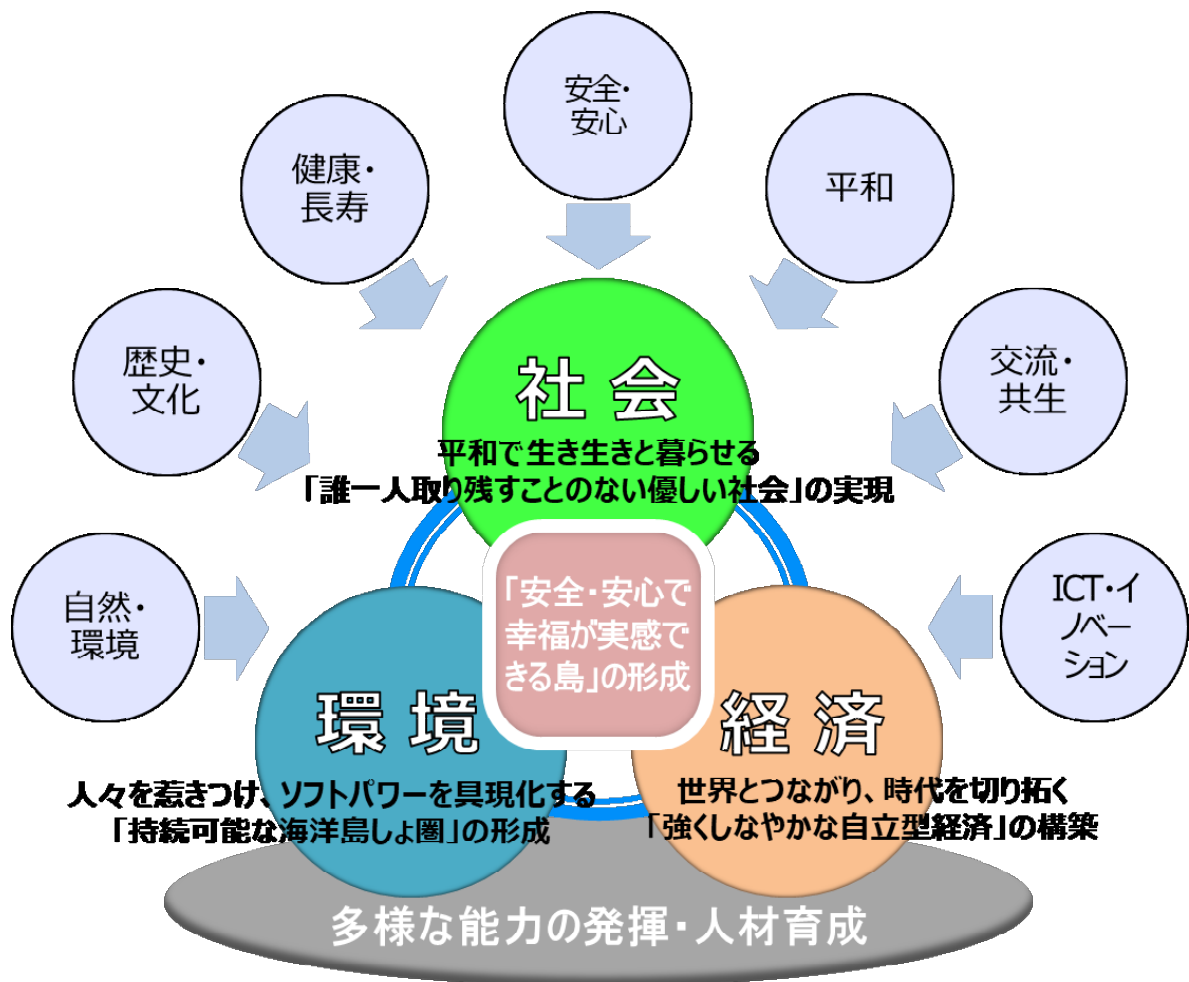 安全・
安心
健康・
長寿
平和
歴史・
文化
交流・
共生
自然・
環境
ICT・イ
ノベー
ション
社会
平和で生き生きと暮らせる
「誰一人取り残すことのない優しい社会」の実現
「安全・安心で
幸福が実感で
きる島」の形成
環境
人々を惹きつけ、ソフトパワーを具現化する
「持続可能な海洋島しょ圏」の形成
経済
世界とつながり、時代を切り拓く
「強くしなやかな自立型経済」の構築
多様な能力の発揮・人材育成